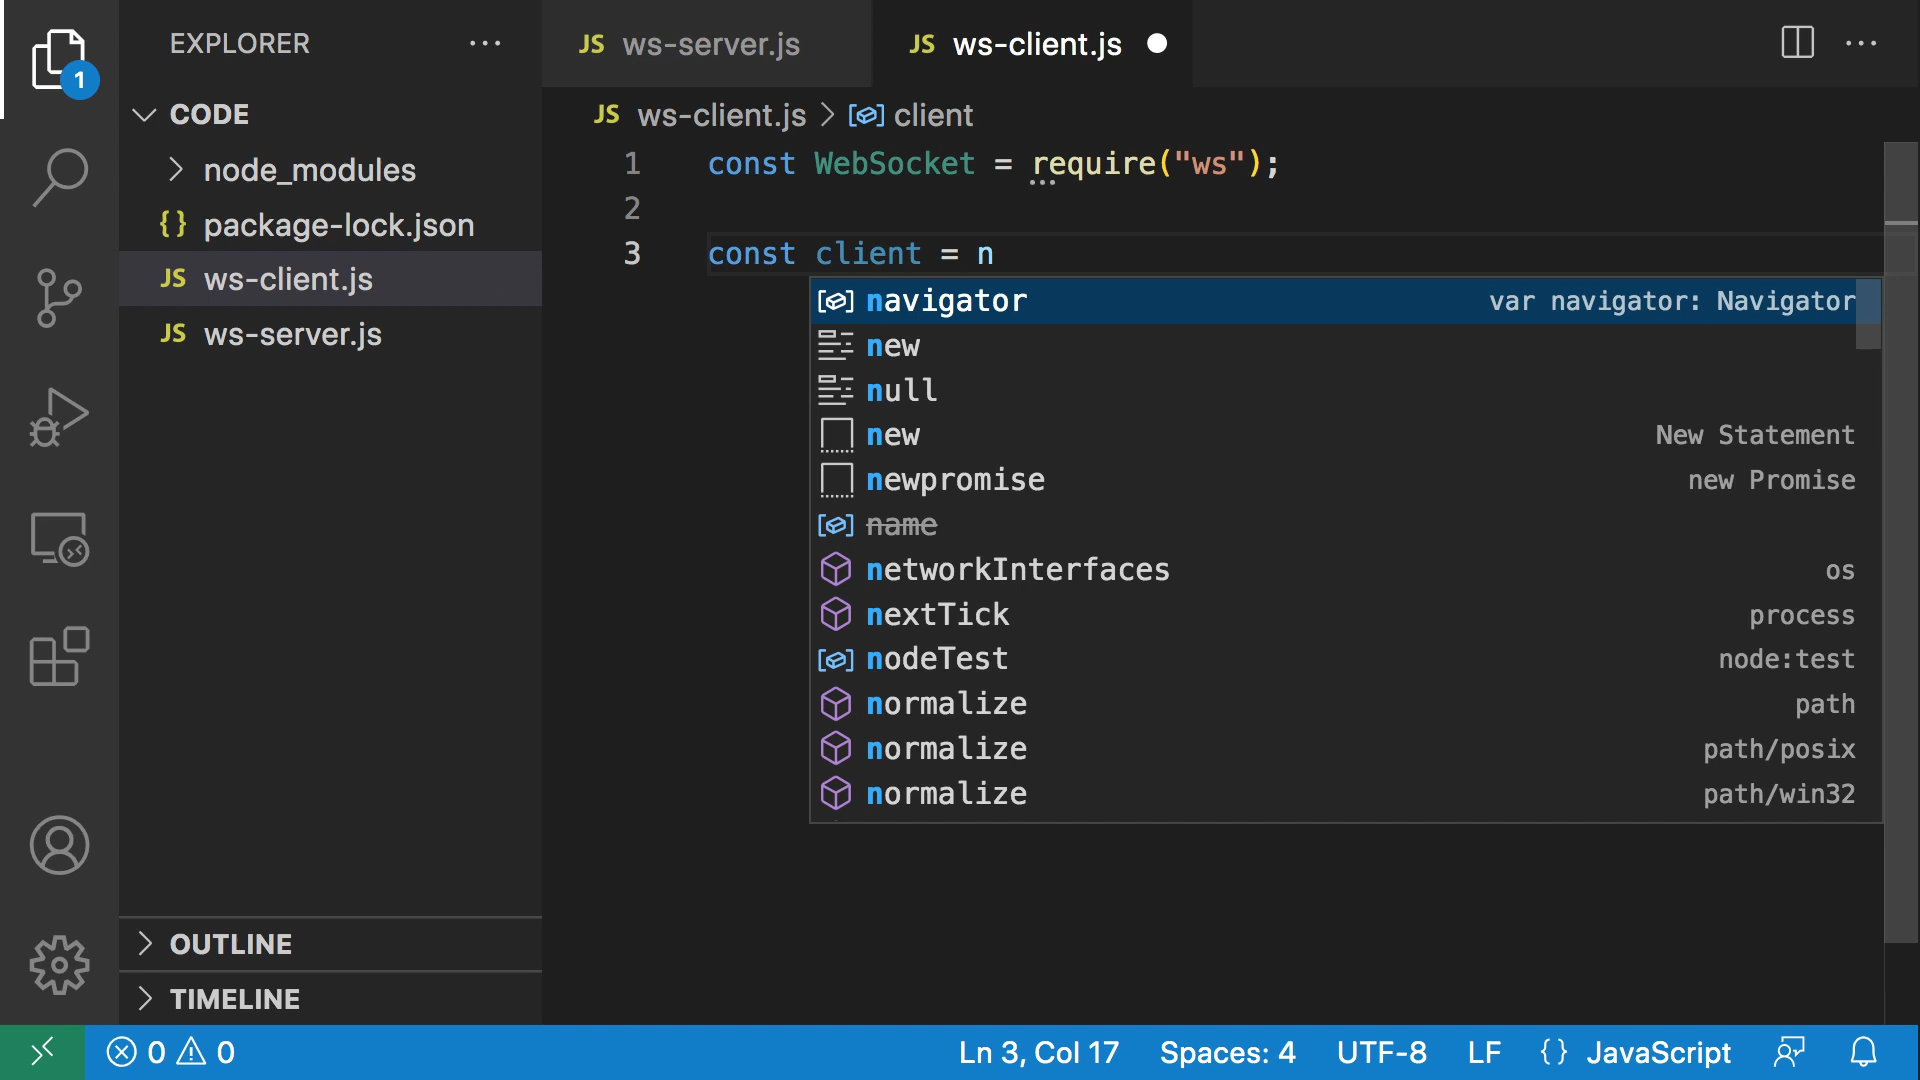 EXPLORER
1
CODE
node_modules
{} package-lock.json
JS ws-client.js
JS ws-server.js
OUTLINE
TIMELINE
JS ws-server.js
JS ws-client.js
JS ws-client.js > client
1 const WebSocket = require("ws");
2
3 const client = n
navigator var navigator: Navigator
new
null
new New Statement
newpromise new Promise
name
networkInterfaces os
nextTick process
nodeTest node:test
normalize path
normalize path/posix
normalize path/win32
0 0 Ln 3, Col 17 Spaces: 4 UTF-8 LF {} JavaScript